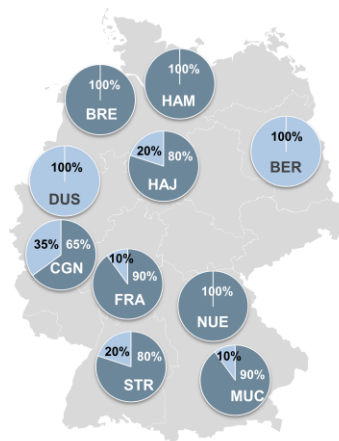 100%
HAM
100%
BRE
100%
BER
20% 80%
HAJ
100%
DUS
35% 65%
CGN
10%
90%
FRA
100%
NUE
20% 80%
STR
10%
90%
MUC